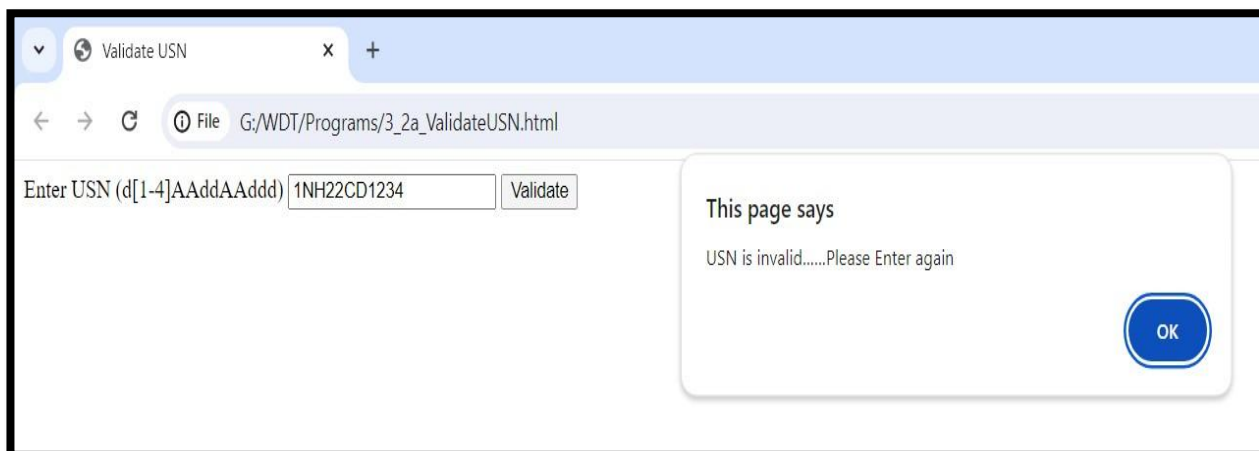 Validate USN
File G:/WDT/Programs/3_2a_ValidateUSN.html
Enter USN (d[1-4]AAddAAddd) 1NH22CD1234 Validate
This page says
USN is invalid......Please Enter again
OK